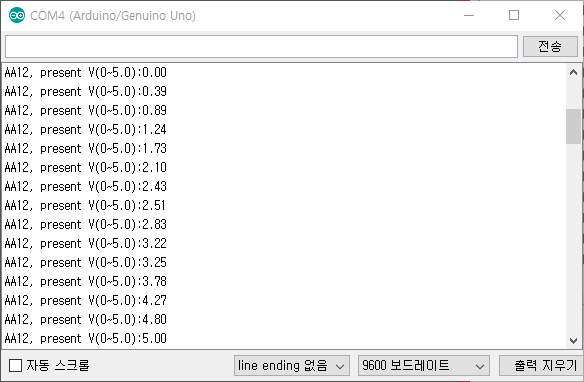 COM4 (Arduino/Genuino Uno)
전송
AA12, present V(0~5.0):0.00
AA12, present V(0~5.0):0.39
AA12, present V(0~5.0):0.89
AA12, present V(0~5.0):1.24
AA12, present V(0~5.0):1.73
AA12, present V(0~5.0):2.10
AA12, present V(0~5.0):2.43
AA12, present V(0~5.0):2.51
AA12, present V(0~5.0):2.83
AA12, present V(0~5.0):3.22
AA12, present V(0~5.0):3.25
AA12, present V(0~5.0):3.78
AA12, present V(0~5.0):4.27
AA12, present V(0~5.0):4.80
AA12, present V(0~5.0):5.00
자동 스크롤 line ending 없음 9600 보드레이트 출력 지우기